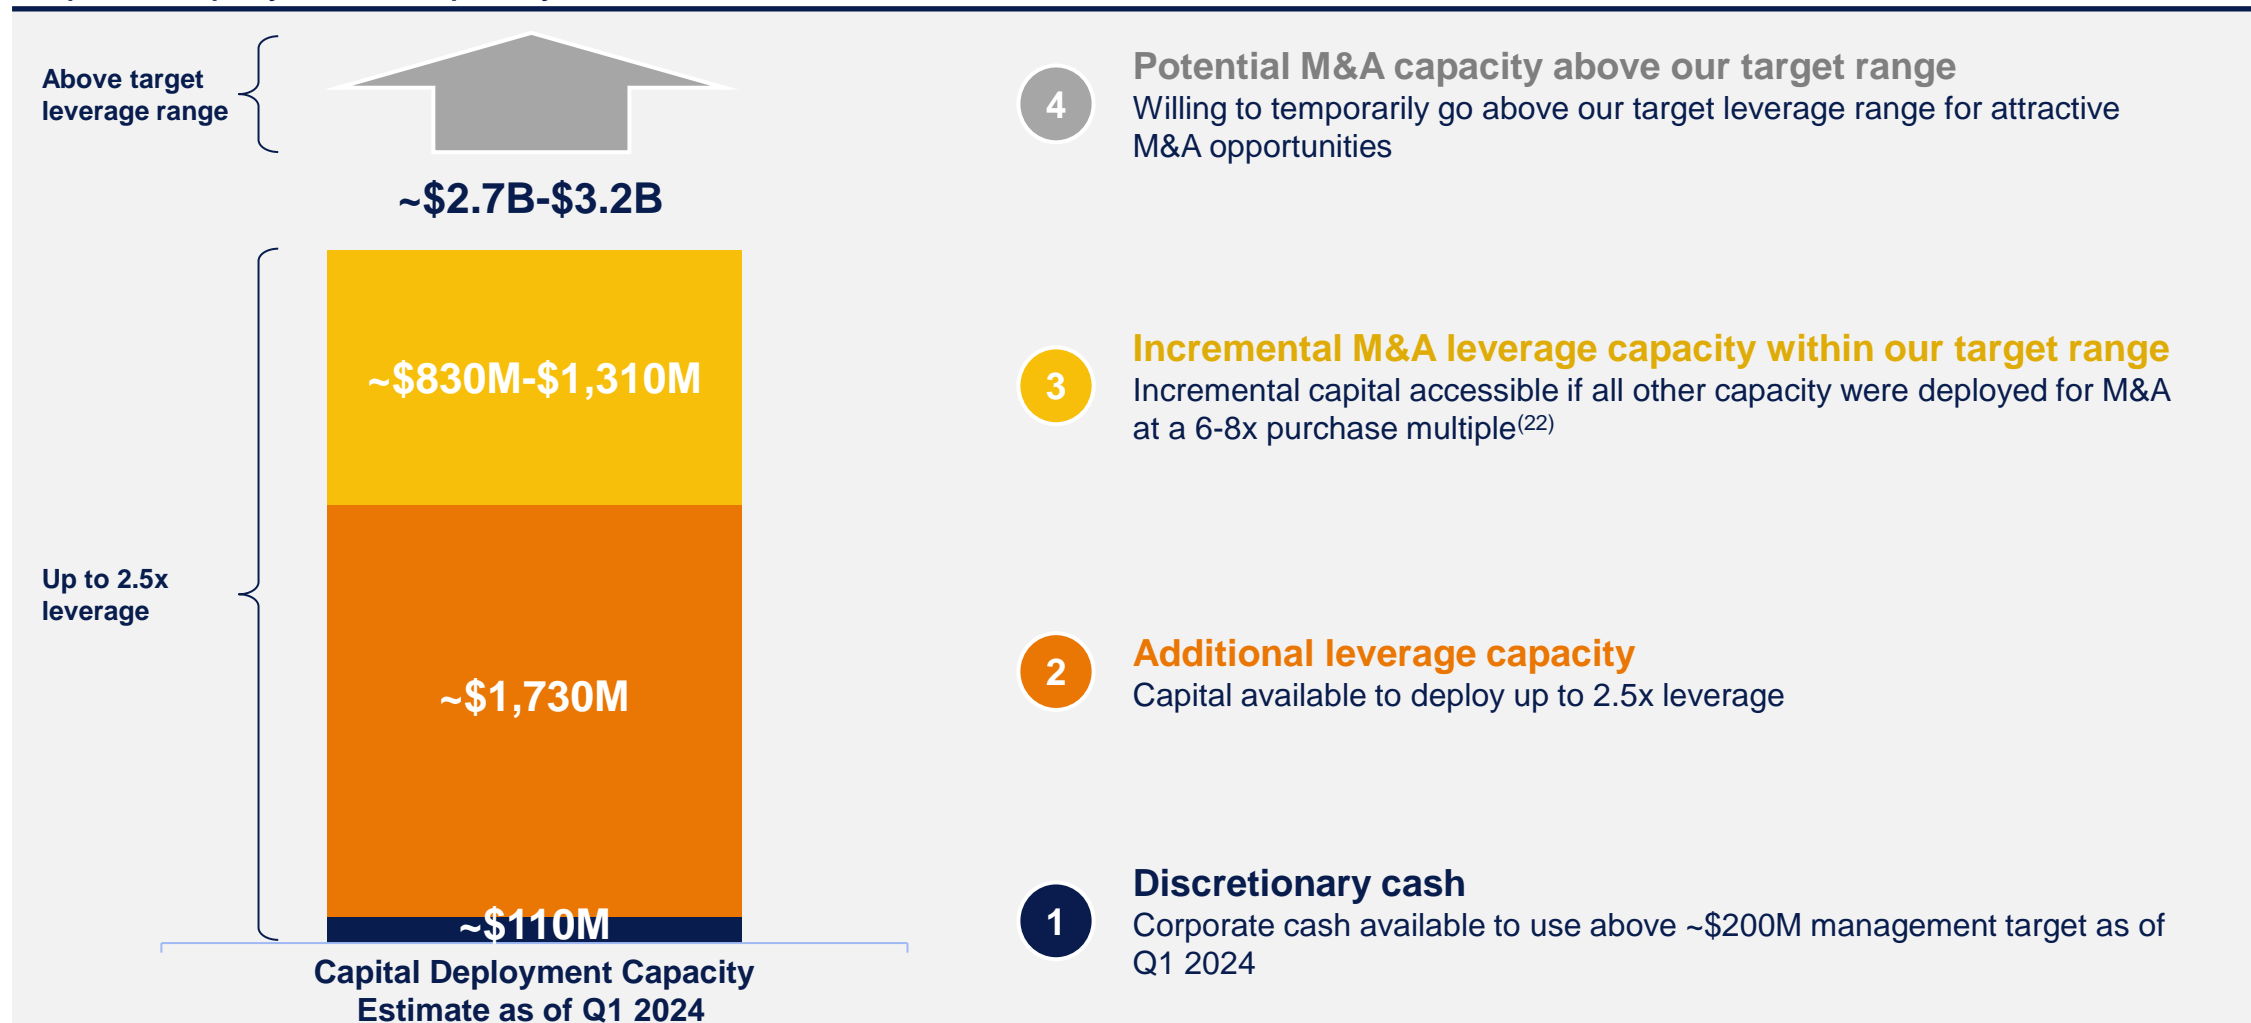 Above target
leverage range
~$2.7B-$3.2B
~$830M-$1,310M
Up to 2.5x
leverage
~$1,730M
~$110M
Capital Deployment Capacity
Estimate as of Q1 2024
4
Potential M&A capacity above our target range
Willing to temporarily go above our target leverage range for attractive
M&A opportunities
3
Incremental M&A leverage capacity within our target range
Incremental capital accessible if all other capacity were deployed for M&A
at a 6-8x purchase multiple(22)
2
Additional leverage capacity
Capital available to deploy up to 2.5x leverage
1
Discretionary cash
Corporate cash available to use above ~$200M management target as of
Q1 2024